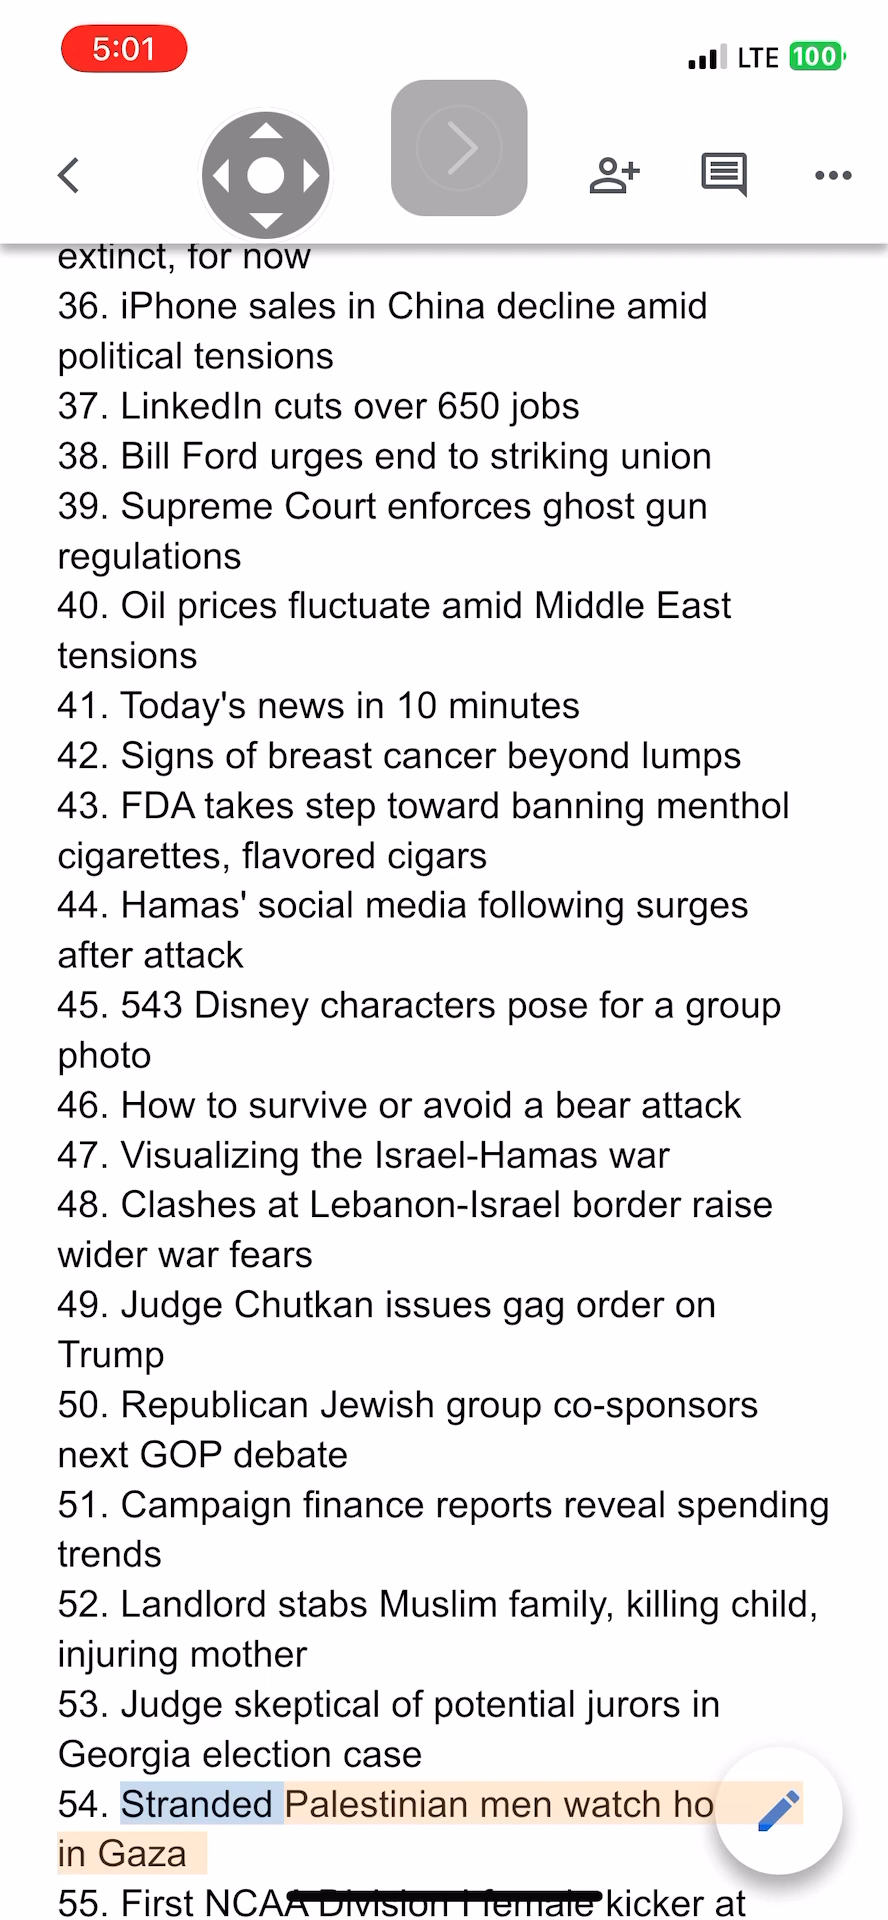 5:01
LTE 100
extinct, for now
36. iPhone sales in China decline amid
political tensions
37. LinkedIn cuts over 650 jobs
38. Bill Ford urges end to striking union
39. Supreme Court enforces ghost gun
regulations
40. Oil prices fluctuate amid Middle East
tensions
41. Today's news in 10 minutes
42. Signs of breast cancer beyond lumps
43. FDA takes step toward banning menthol
cigarettes, flavored cigars
44. Hamas' social media following surges
after attack
45. 543 Disney characters pose for a group
photo
46. How to survive or avoid a bear attack
47. Visualizing the Israel-Hamas war
48. Clashes at Lebanon-Israel border raise
wider war fears
49. Judge Chutkan issues gag order on
Trump
50. Republican Jewish group co-sponsors
next GOP debate
51. Campaign finance reports reveal spending
trends
52. Landlord stabs Muslim family, killing child,
injuring mother
53. Judge skeptical of potential jurors in
Georgia election case
54. Stranded Palestinian men watch
in Gaza
55. First NCAA Division I female kicker at